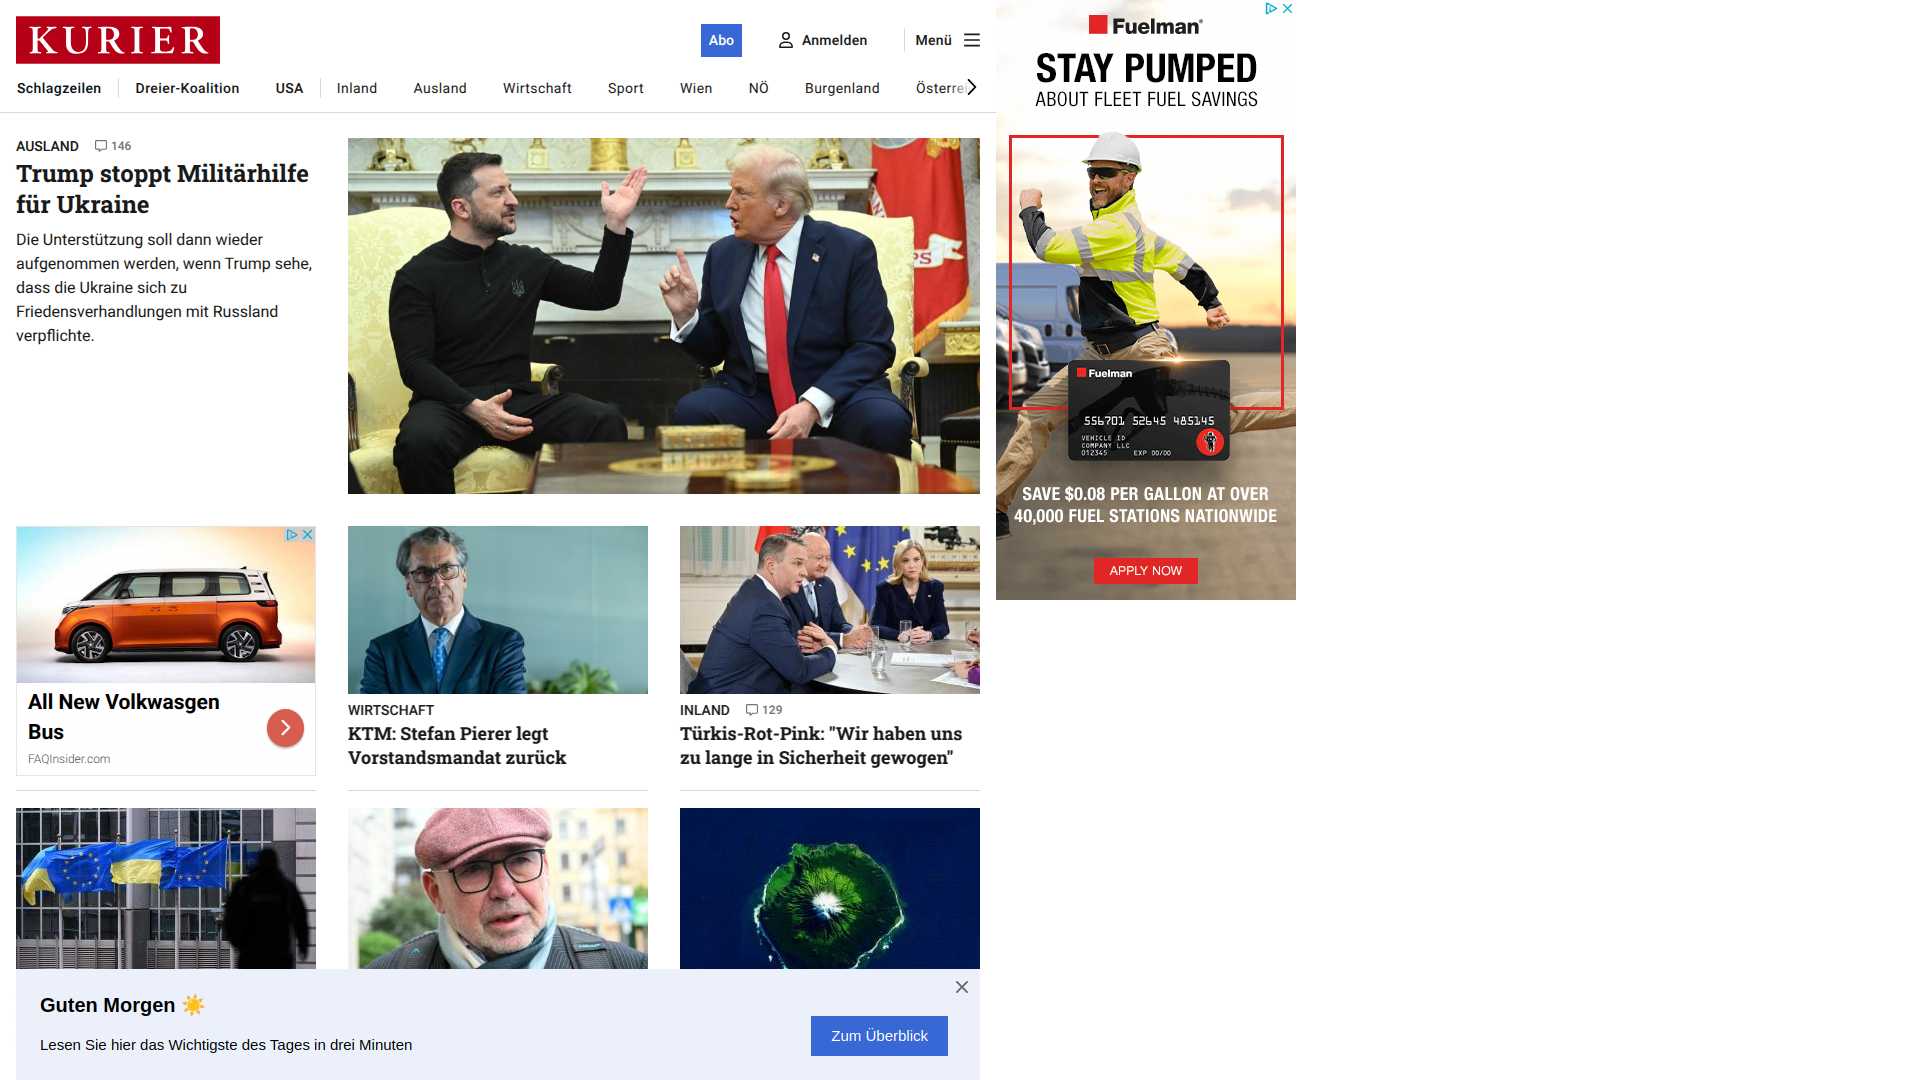 KURIER
Abo
Anmelden
Menü
Schlagzeilen
Dreier-Koalition
USA
Inland
Ausland
Wirtschaft
Sport
Wien
NÖ
Burgenland
Österrei
AUSLAND 146
Trump stoppt Militärhilfe
für Ukraine
Die Unterstützung soll dann wieder
aufgenommen werden, wenn Trump sehe,
dass die Ukraine sich zu
Friedensverhandlungen mit Russland
verpflichte.
PS
All New Volkwasgen
Bus
FAQInsider.com
WIRTSCHAFT
KTM: Stefan Pierer legt
Vorstandsmandat zurück
INLAND 129
Türkis-Rot-Pink: "Wir haben uns
zu lange in Sicherheit gewogen"
Guten Morgen ☀️
Lesen Sie hier das Wichtigste des Tages in drei Minuten
Zum Überblick
Fuelman®
STAY PUMPED
ABOUT FLEET FUEL SAVINGS
Fuelman
556701 52645 485145
VEHICLE ID
COMPANY LLC
012345 EXP 00/00
SAVE $0.08 PER GALLON AT OVER
40,000 FUEL STATIONS NATIONWIDE
APPLY NOW